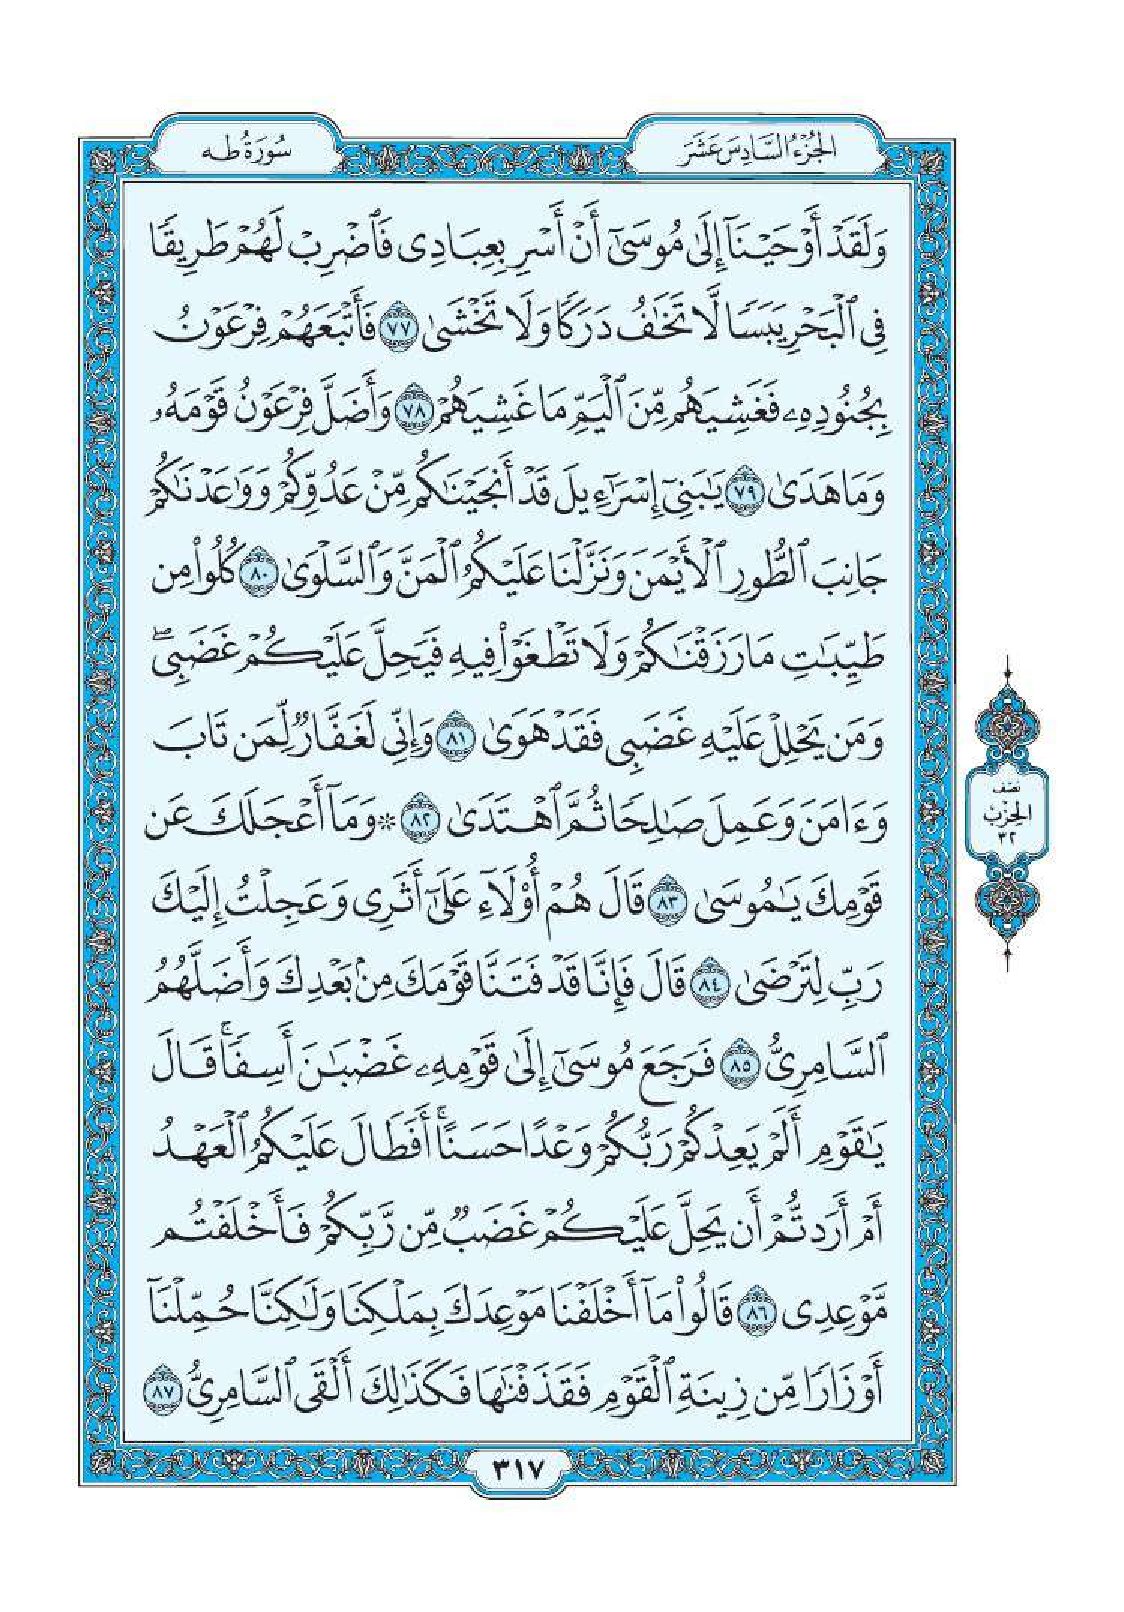 الجُزْءُ السَّادِسَ عَشَرَ
سُورَةُ طه
وَلَقَدْ أَوْحَيْنَآ إِلَىٰ مُوسَىٰٓ أَنْ أَسْرِ بِعِبَادِى فَٱضْرِبْ لَهُمْ طَرِيقًا
فِى ٱلْبَحْرِ يَبَسًا لَّا تَخَٰفُ دَرَكًا وَلَا تَخْشَىٰ ٧٧ فَأَتْبَعَهُمْ فِرْعَوْنُ
بِجُنُودِهِۦ فَغَشِيَهُم مِّنَ ٱلْيَمِّ مَا غَشِيَهُمْ ٧٨ وَأَضَلَّ فِرْعَوْنُ قَوْمَهُۥ
وَمَا هَدَىٰ ٧٩ يَٰبَنِىٓ إِسْرَٰٓءِيلَ قَدْ أَنجَيْنَٰكُم مِّنْ عَدُوِّكُمْ وَوَٰعَدْنَٰكُمْ
جَانِبَ ٱلطُّورِ ٱلْأَيْمَنَ وَنَزَّلْنَا عَلَيْكُمُ ٱلْمَنَّ وَٱلسَّلْوَىٰ ٨٠ كُلُوا۟ مِن
طَيِّبَٰتِ مَا رَزَقْنَٰكُمْ وَلَا تَطْغَوْا۟ فِيهِ فَيَحِلَّ عَلَيْكُمْ غَضَبِىۖ
وَمَن يَحْلِلْ عَلَيْهِ غَضَبِى فَقَدْ هَوَىٰ ٨١ وَإِنِّى لَغَفَّارٌ لِّمَن تَابَ
وَءَامَنَ وَعَمِلَ صَٰلِحًا ثُمَّ ٱهْتَدَىٰ ٨٢ ۞ وَمَآ أَعْجَلَكَ عَن
قَوْمِكَ يَٰمُوسَىٰ ٨٣ قَالَ هُمْ أُو۟لَآءِ عَلَىٰٓ أَثَرِى وَعَجِلْتُ إِلَيْكَ
رَبِّ لِتَرْضَىٰ ٨٤ قَالَ فَإِنَّا قَدْ فَتَنَّا قَوْمَكَ مِنۢ بَعْدِكَ وَأَضَلَّهُمُ
ٱلسَّامِرِىُّ ٨٥ فَرَجَعَ مُوسَىٰٓ إِلَىٰ قَوْمِهِۦ غَضْبَٰنَ أَسِفًاۚ قَالَ
يَٰقَوْمِ أَلَمْ يَعِدْكُمْ رَبُّكُمْ وَعْدًا حَسَنًاۚ أَفَطَالَ عَلَيْكُمُ ٱلْعَهْدُ
أَمْ أَرَدتُّمْ أَن يَحِلَّ عَلَيْكُمْ غَضَبٌ مِّن رَّبِّكُمْ فَأَخْلَفْتُم
مَّوْعِدِى ٨٦ قَالُوا۟ مَآ أَخْلَفْنَا مَوْعِدَكَ بِمَلْكِنَا وَلَٰكِنَّا حُمِّلْنَآ
أَوْزَارًا مِّن زِينَةِ ٱلْقَوْمِ فَقَذَفْنَٰهَا فَكَذَٰلِكَ أَلْقَى ٱلسَّامِرِىُّ ٨٧
نصف
الحِزْبِ
٣٢
٣١٧